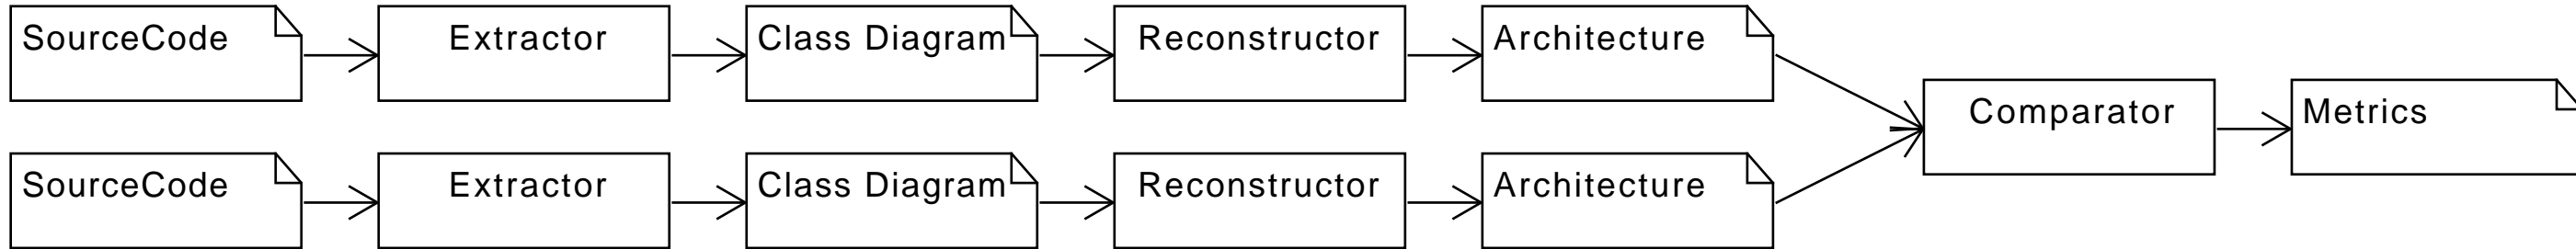 SourceCode
Extractor
Class Diagram
Reconstructor
Architecture
Comparator
Metrics
SourceCode
Extractor
Class Diagram
Reconstructor
Architecture